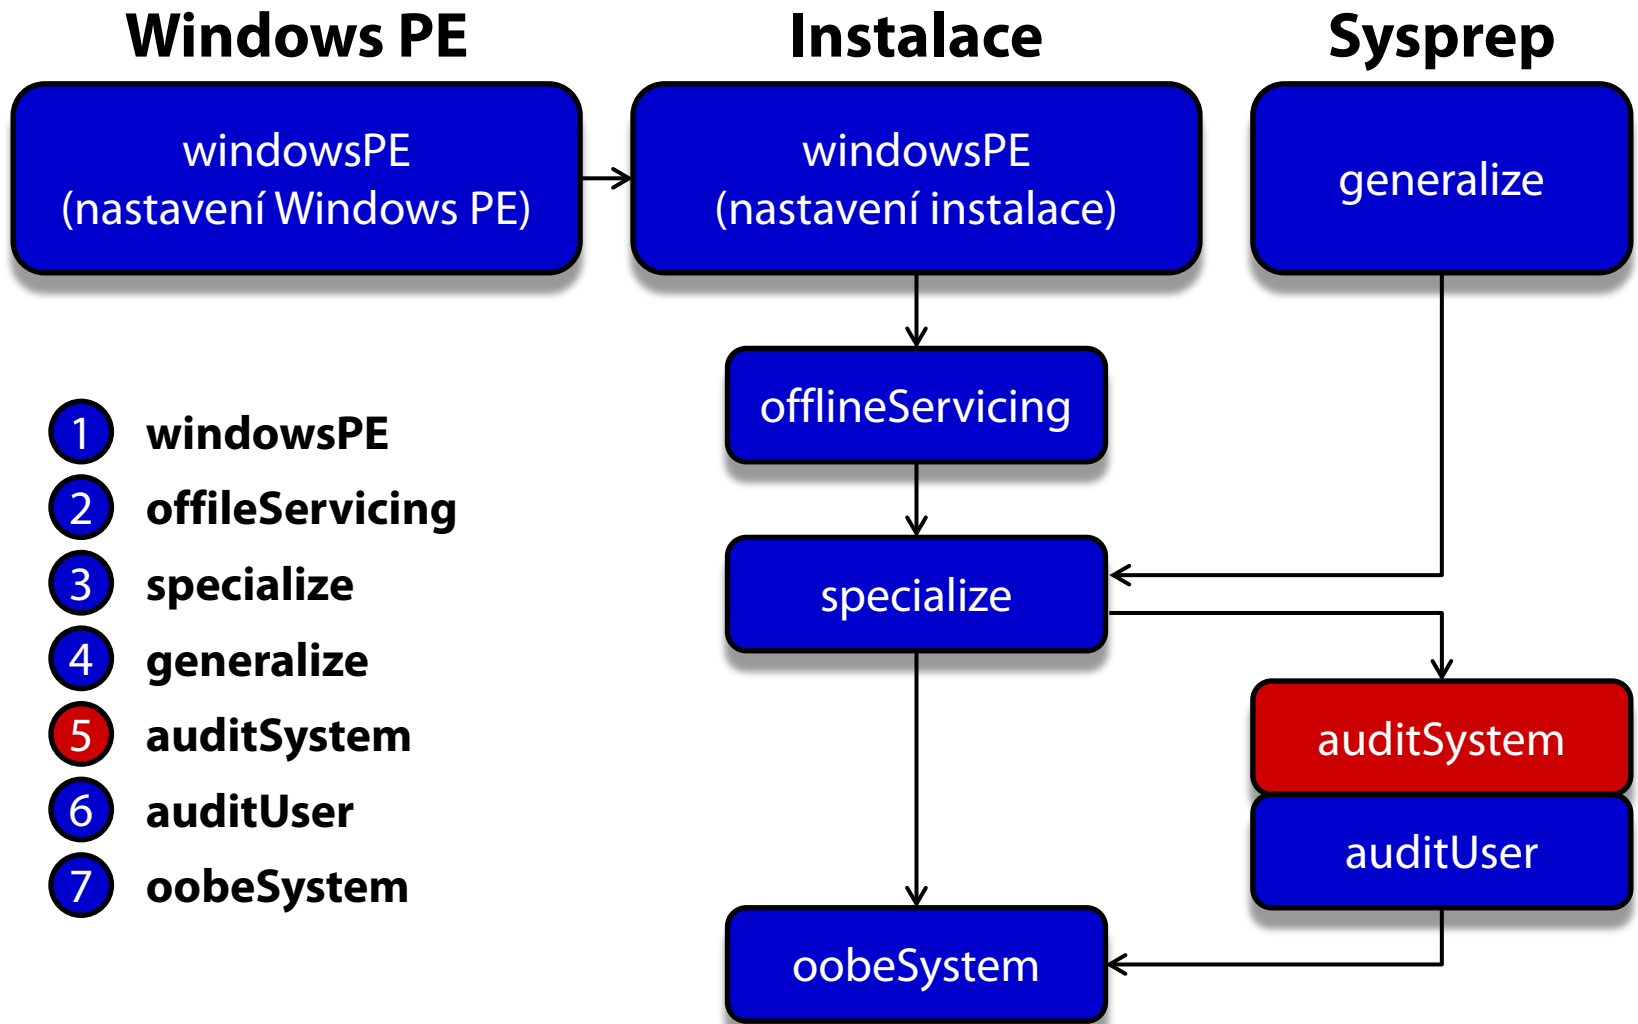 Windows PE
Instalace
Sysprep
windowsPE
(nastavení Windows PE)
windowsPE
(nastavení instalace)
generalize
offlineServicing
specialize
auditSystem
auditUser
oobeSystem
1 windowsPE
2 offileServicing
3 specialize
4 generalize
5 auditSystem
6 auditUser
7 oobeSystem